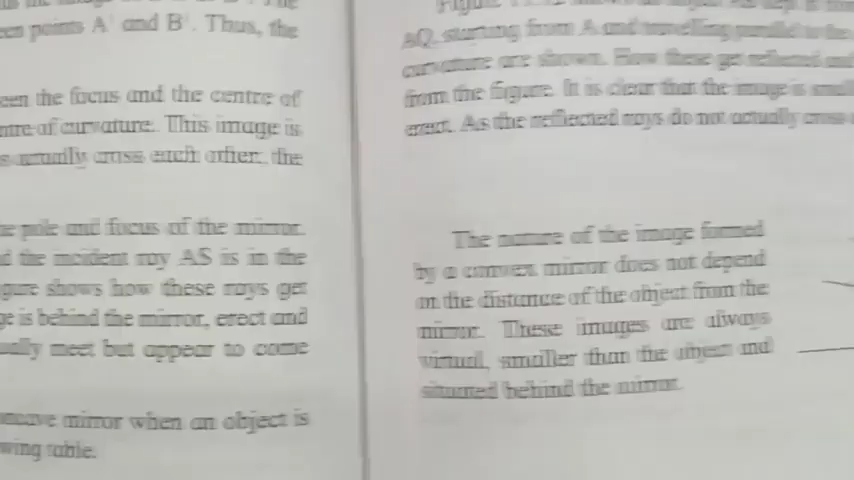 een points A' and B'. Thus, the
een the focus and the centre of
ntre of curvature. This image is
s actually cross each other, the
e pole and focus of the mirror.
d the incident ray AS is in the
gure shows how these rays get
ge is behind the mirror, erect and
ually meet but appear to come
oncave mirror when an object is
wing table.
AQ, starting from A and travelling parallel to the
curvature are shown. How these get reflected and
from the figure. It is clear that the image is small
erect. As the reflected rays do not actually cross
The nature of the image formed
by a convex mirror does not depend
on the distance of the object from the
mirror. These images are always
virtual, smaller than the object and
situated behind the mirror.